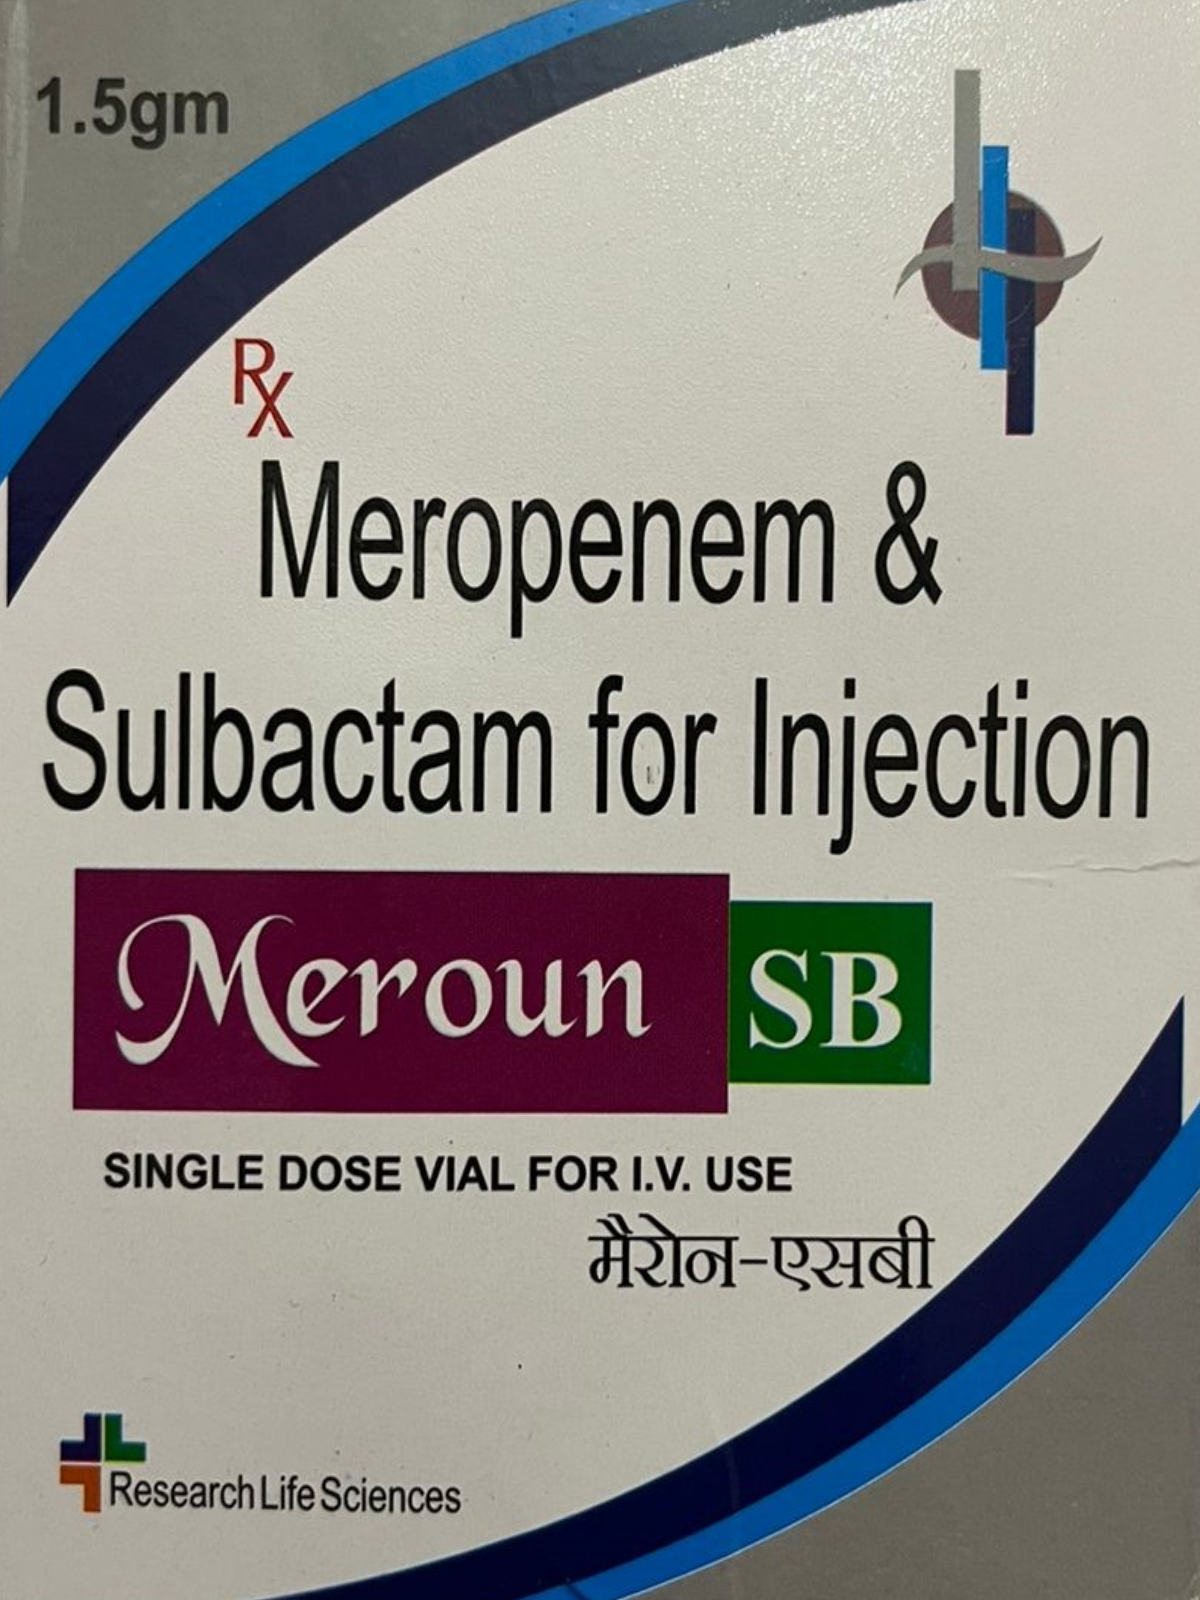 1.5gm
Rx
Meropenem &
Sulbactam for Injection
Meroun SB
SINGLE DOSE VIAL FOR I.V. USE
मैरोन-एसबी
Research Life Sciences